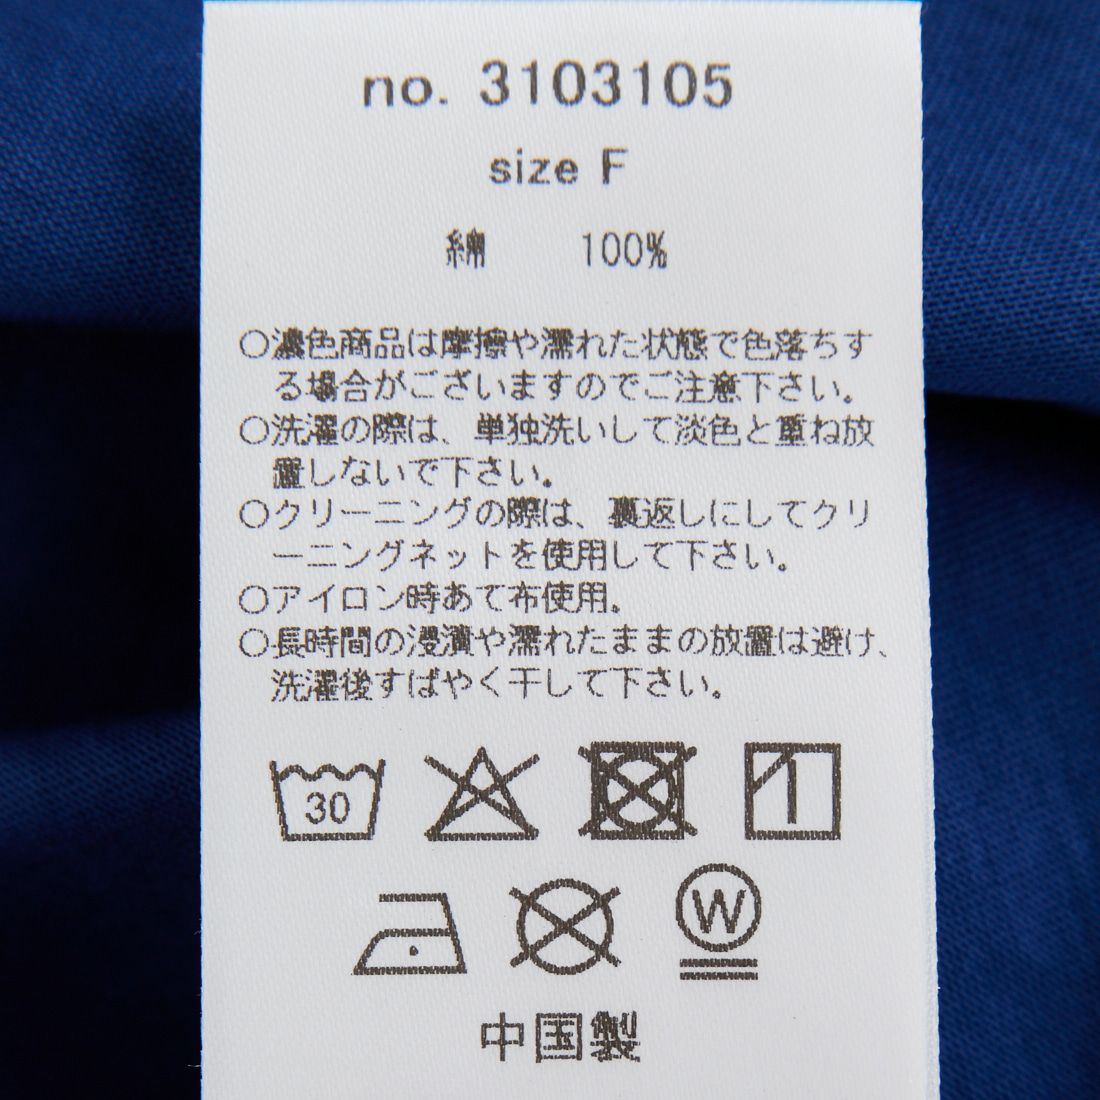 no. 3103105
size F
綿 100%
○濃色商品は摩擦や濡れた状態で色落ちす
る場合がございますのでご注意下さい。
○洗濯の際は、単独洗いして淡色と重ね放
置しないで下さい。
○クリーニングの際は、裏返しにしてクリ
ーニングネットを使用して下さい。
○アイロン時あて布使用。
○長時間の浸漬や濡れたままの放置は避け、
洗濯後すばやく干して下さい。
30
W
中国製